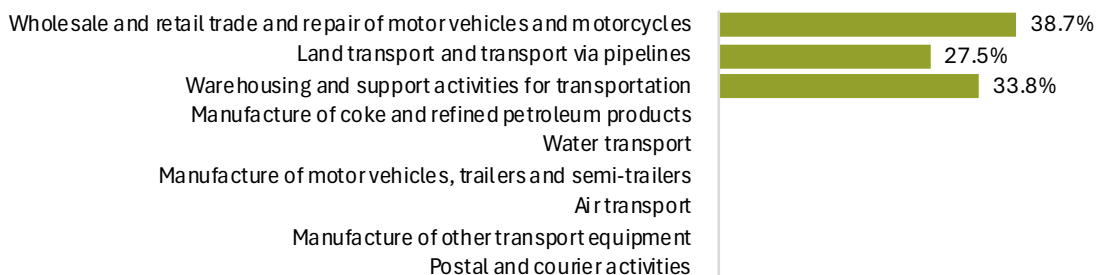 Wholesale and retail trade and repair of motor vehicles and motorcycles 38.7%
Land transport and transport via pipelines 27.5%
Warehousing and support activities for transportation 33.8%
Manufacture of coke and refined petroleum products
Water transport
Manufacture of motor vehicles, trailers and semi-trailers
Air transport
Manufacture of other transport equipment
Postal and courier activities